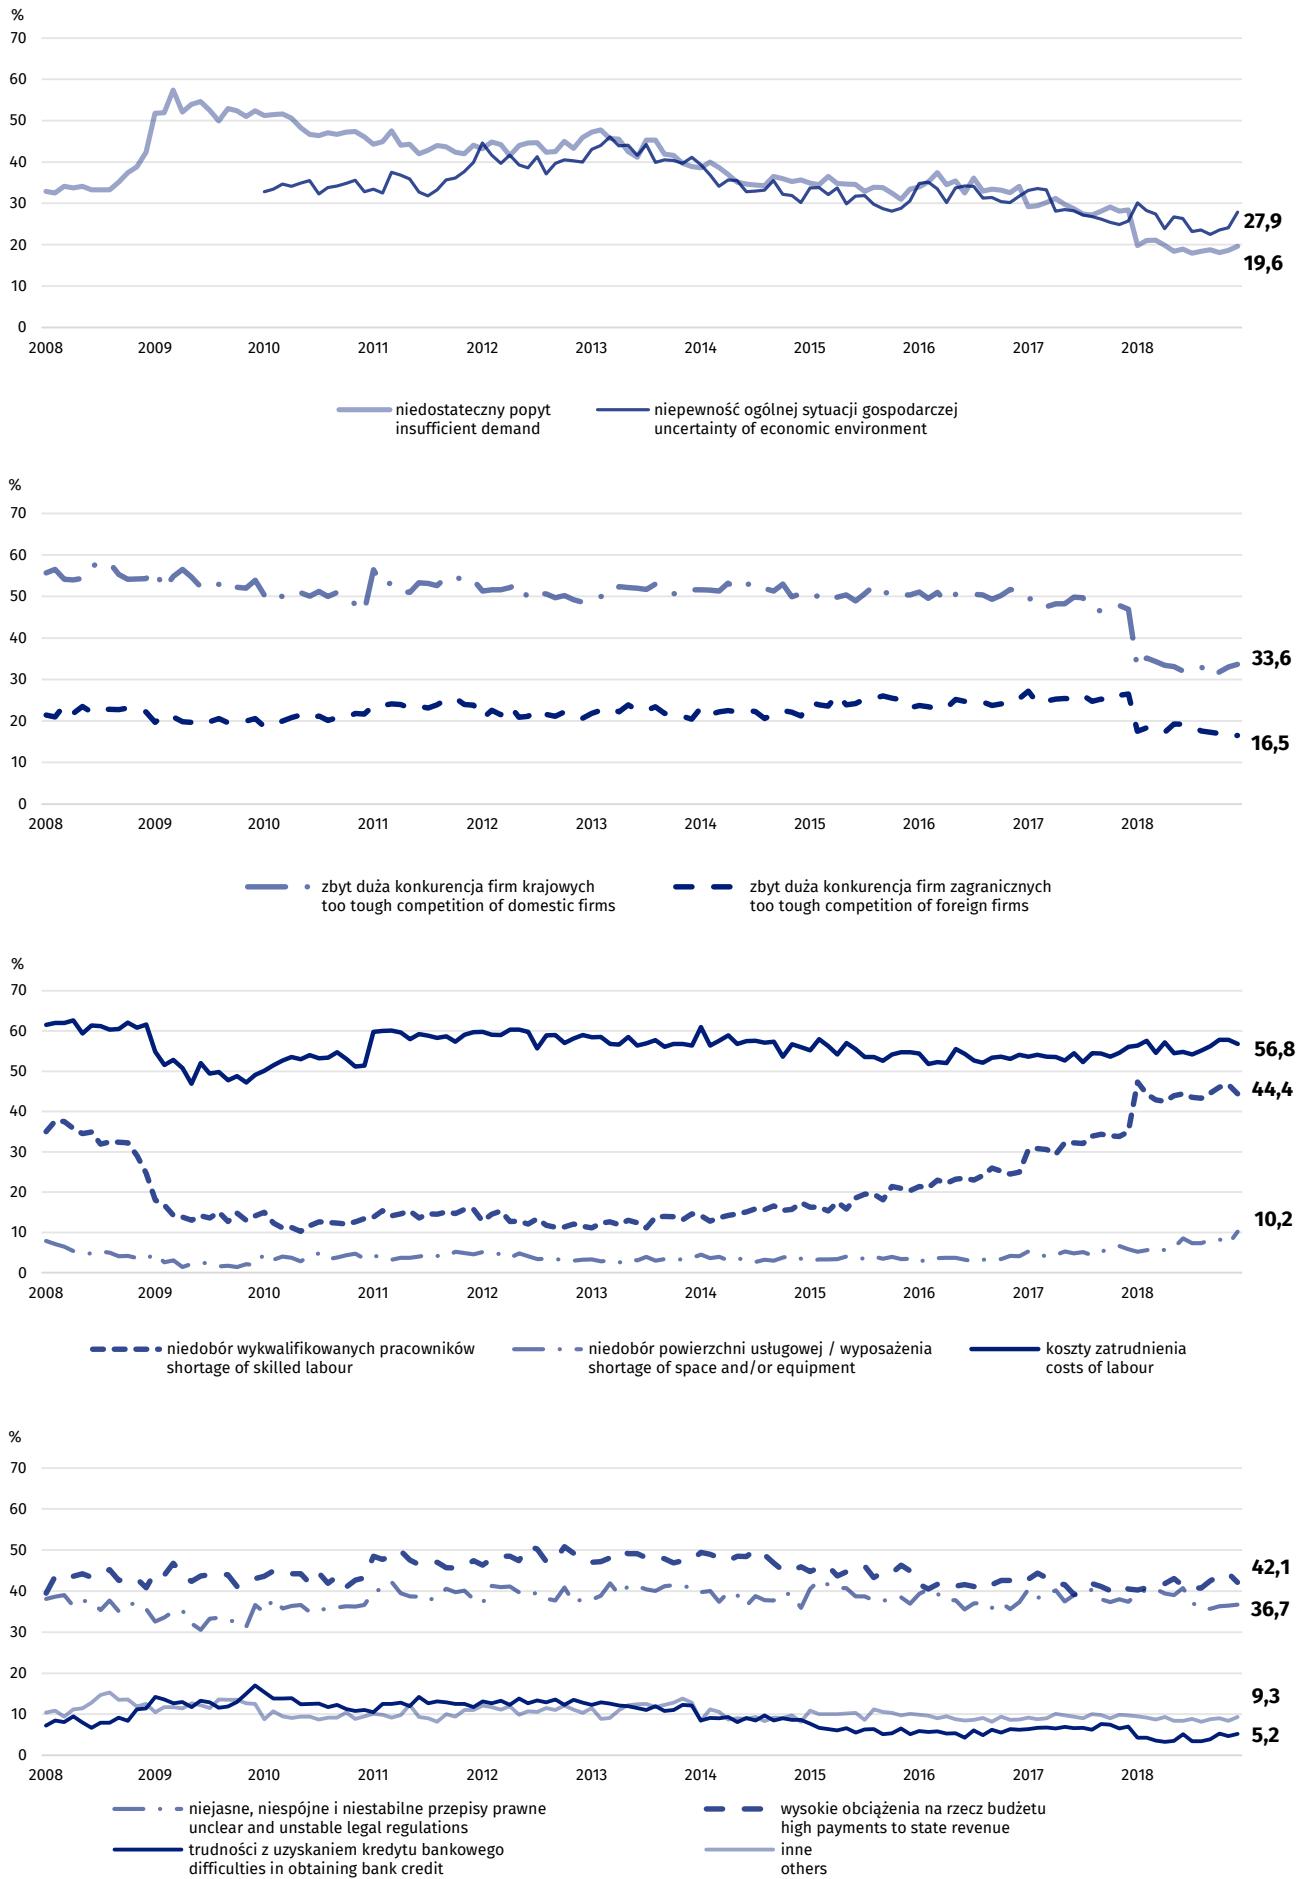 %
70
60
50
40
30
20
10
0
27,9
19,6
2008 2009 2010 2011 2012 2013 2014 2015 2016 2017 2018
niedostateczny popyt
insufficient demand
niepewność ogólnej sytuacji gospodarczej
uncertainty of economic environment
%
70
60
50
40
30
20
10
0
33,6
16,5
2008 2009 2010 2011 2012 2013 2014 2015 2016 2017 2018
zbyt duża konkurencja firm krajowych
too tough competition of domestic firms
zbyt duża konkurencja firm zagranicznych
too tough competition of foreign firms
%
70
60
50
40
30
20
10
0
56,8
44,4
10,2
2008 2009 2010 2011 2012 2013 2014 2015 2016 2017 2018
niedobór wykwalifikowanych pracowników
shortage of skilled labour
niedobór powierzchni usługowej / wyposażenia
shortage of space and/or equipment
koszty zatrudnienia
costs of labour
%
70
60
50
40
30
20
10
0
42,1
36,7
9,3
5,2
2008 2009 2010 2011 2012 2013 2014 2015 2016 2017 2018
niejasne, niespójne i niestabilne przepisy prawne
unclear and unstable legal regulations
wysokie obciążenia na rzecz budżetu
high payments to state revenue
trudności z uzyskaniem kredytu bankowego
difficulties in obtaining bank credit
inne
others